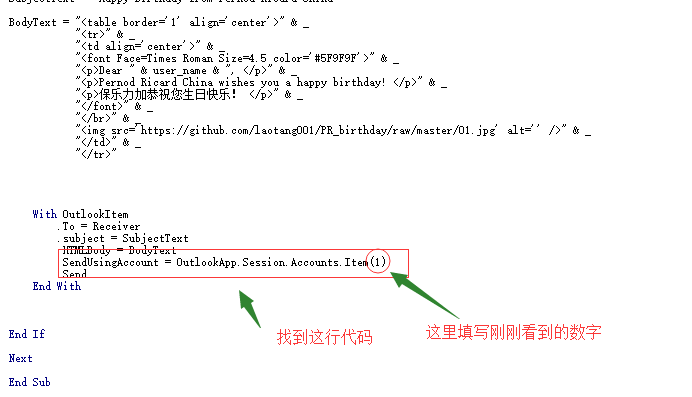 BodyText = "<table border='1' align='center'>" & _
"<tr>" & _
"<td align='center'>" & _
"<font Face=Times Roman Size=4.5 color='#5F9F9F'>" & _
"<p>Dear " & user_name & ", </p>" & _
"<p>Pernod Ricard China wishes you a happy birthday! </p>" & _
"<p>保乐力加恭祝您生日快乐！ </p>" & _
"</font>" & _
"</br>" & _
"<img src='https://github.com/laotang001/PR_birthday/raw/master/01.jpg' alt='' />" & _
"</td>" & _
"</tr>"
With OutlookItem
.To = Receiver
.subject = SubjectText
HTMLBody = BodyText
SendUsingAccount = OutlookApp.Session.Accounts.Item(1)
Send
End With
找到这行代码
这里填写刚刚看到的数字
End If
Next
End Sub